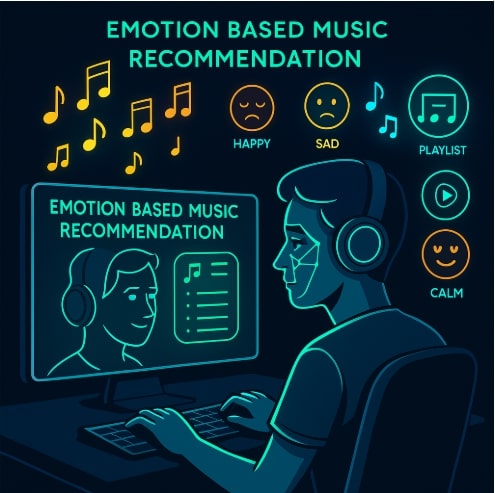 EMOTION BASED MUSIC
RECOMMENDATION
HAPPY
SAD
PLAYLIST
EMOTION BASED MUSIC
RECOMMENDATION
CALM